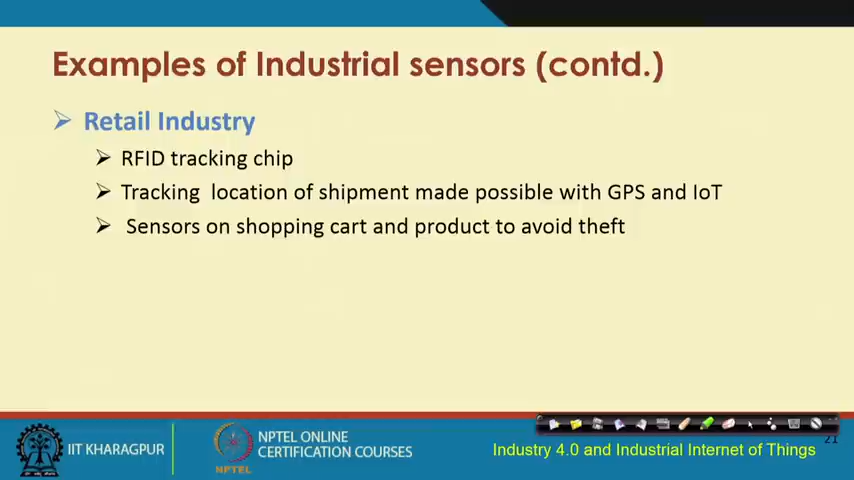 Examples of Industrial sensors (contd.)
Retail Industry
RFID tracking chip
Tracking location of shipment made possible with GPS and IoT
Sensors on shopping cart and product to avoid theft
21
IIT KHARAGPUR
NPTEL
NPTEL ONLINE
CERTIFICATION COURSES
Industry 4.0 and Industrial Internet of Things